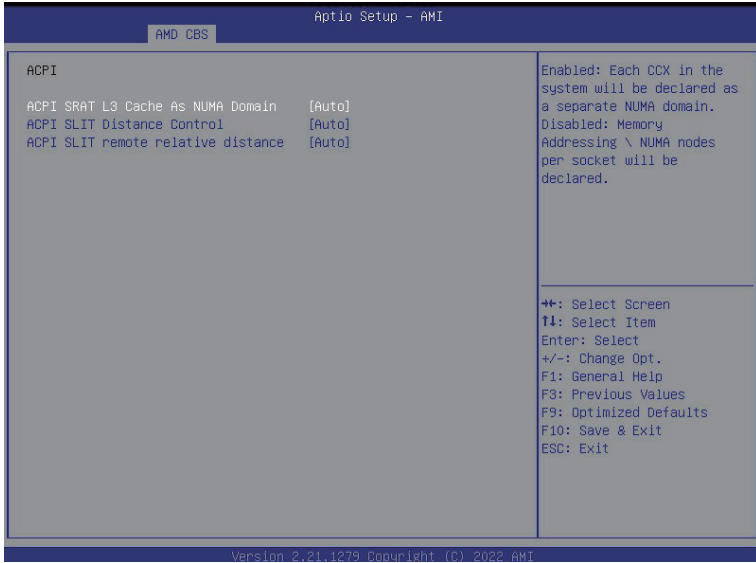 Aptio Setup – AMI
AMD CBS
ACPI
ACPI SRAT L3 Cache As NUMA Domain [Auto]
ACPI SLIT Distance Control [Auto]
ACPI SLIT remote relative distance [Auto]
Enabled: Each CCX in the
system will be declared as
a separate NUMA domain.
Disabled: Memory
Addressing \ NUMA nodes
per socket will be
declared.
→←: Select Screen
↑↓: Select Item
Enter: Select
+/-: Change Opt.
F1: General Help
F3: Previous Values
F9: Optimized Defaults
F10: Save & Exit
ESC: Exit
Version 2.21.1279 Copyright (C) 2022 AMI